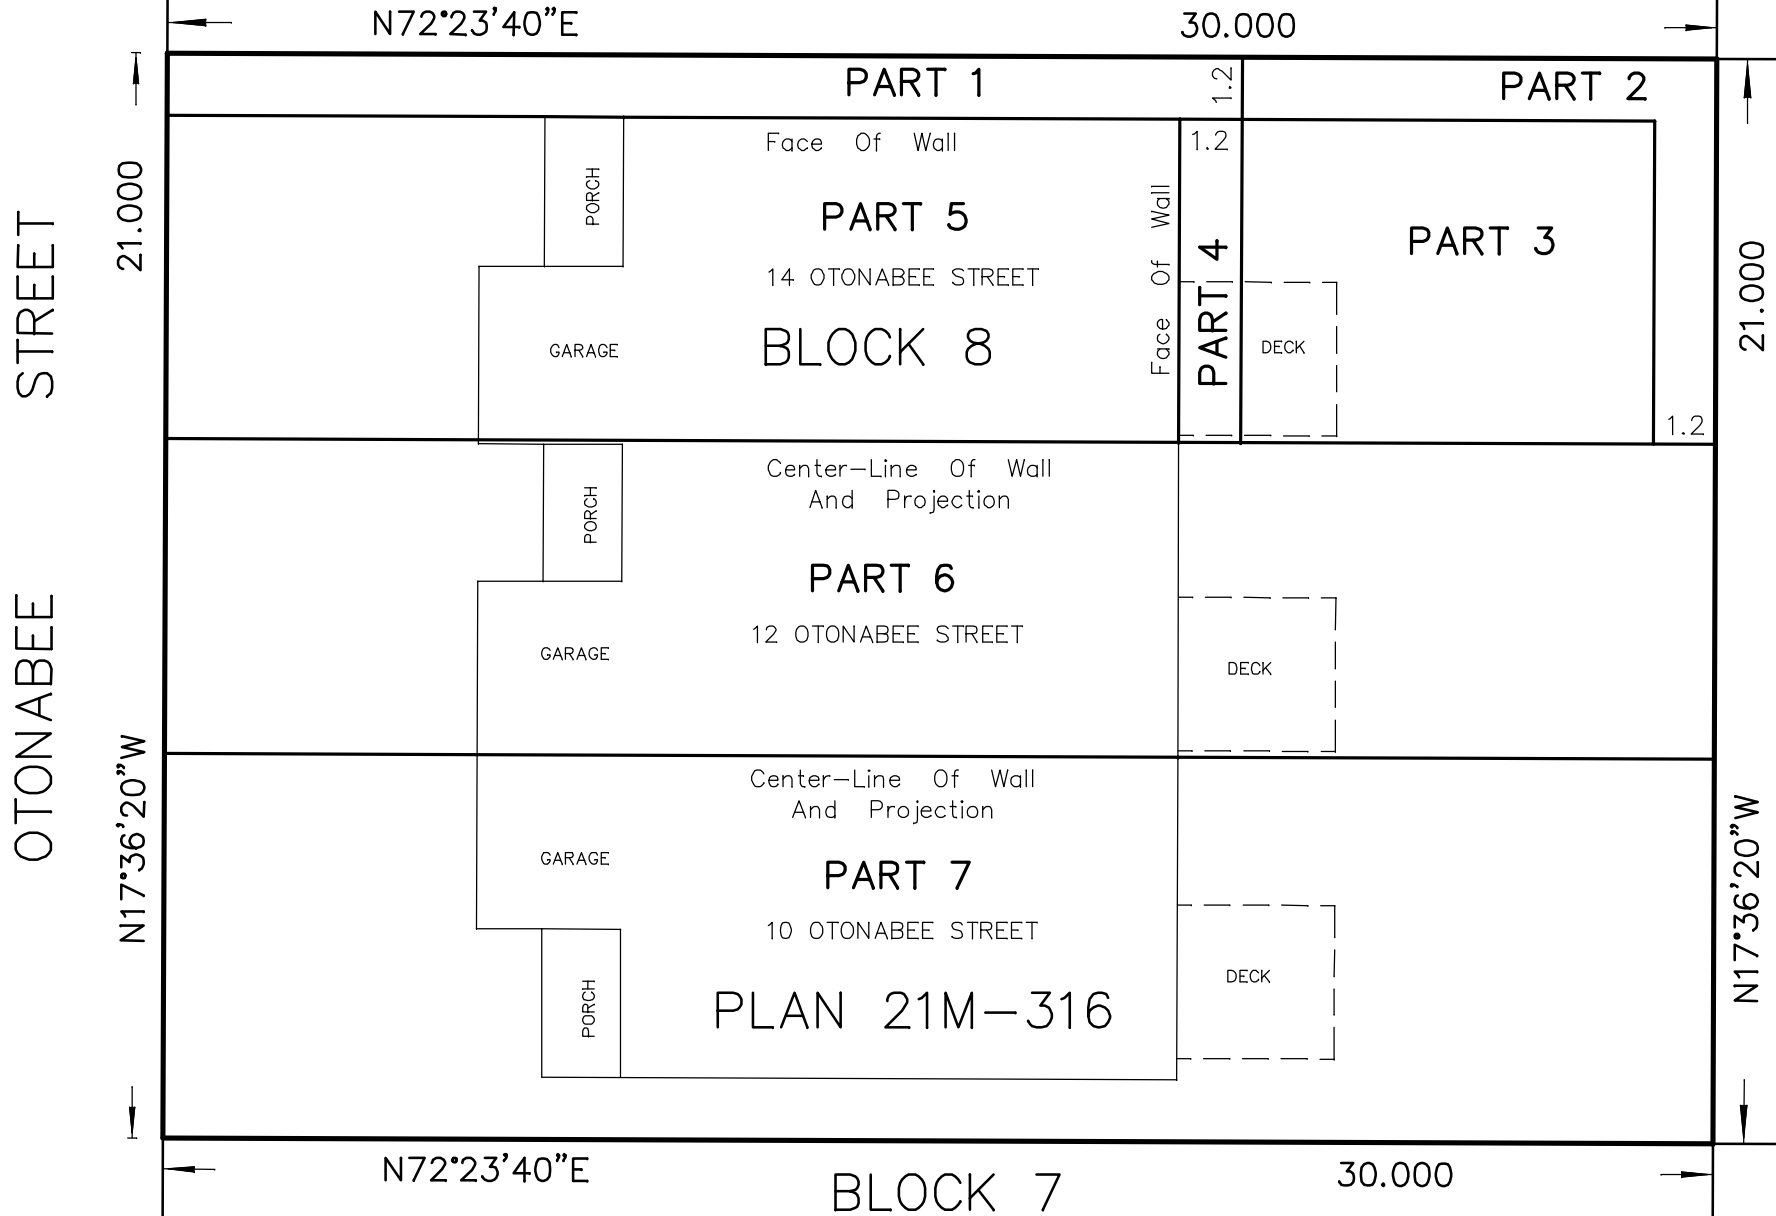 N72°23'40"E
30.000
PART 1
1.2
PART 2
21.000
Face Of Wall
1.2
PORCH
PART 5
Face Of Wall
PART 4
PART 3
14 OTONABEE STREET
21.000
GARAGE
BLOCK 8
DECK
1.2
OTONABEE STREET
Center-Line Of Wall
And Projection
PORCH
PART 6
12 OTONABEE STREET
GARAGE
DECK
N17°36'20"W
Center-Line Of Wall
And Projection
GARAGE
PART 7
N17°36'20"W
10 OTONABEE STREET
DECK
PORCH
PLAN 21M-316
N72°23'40"E
30.000
BLOCK 7